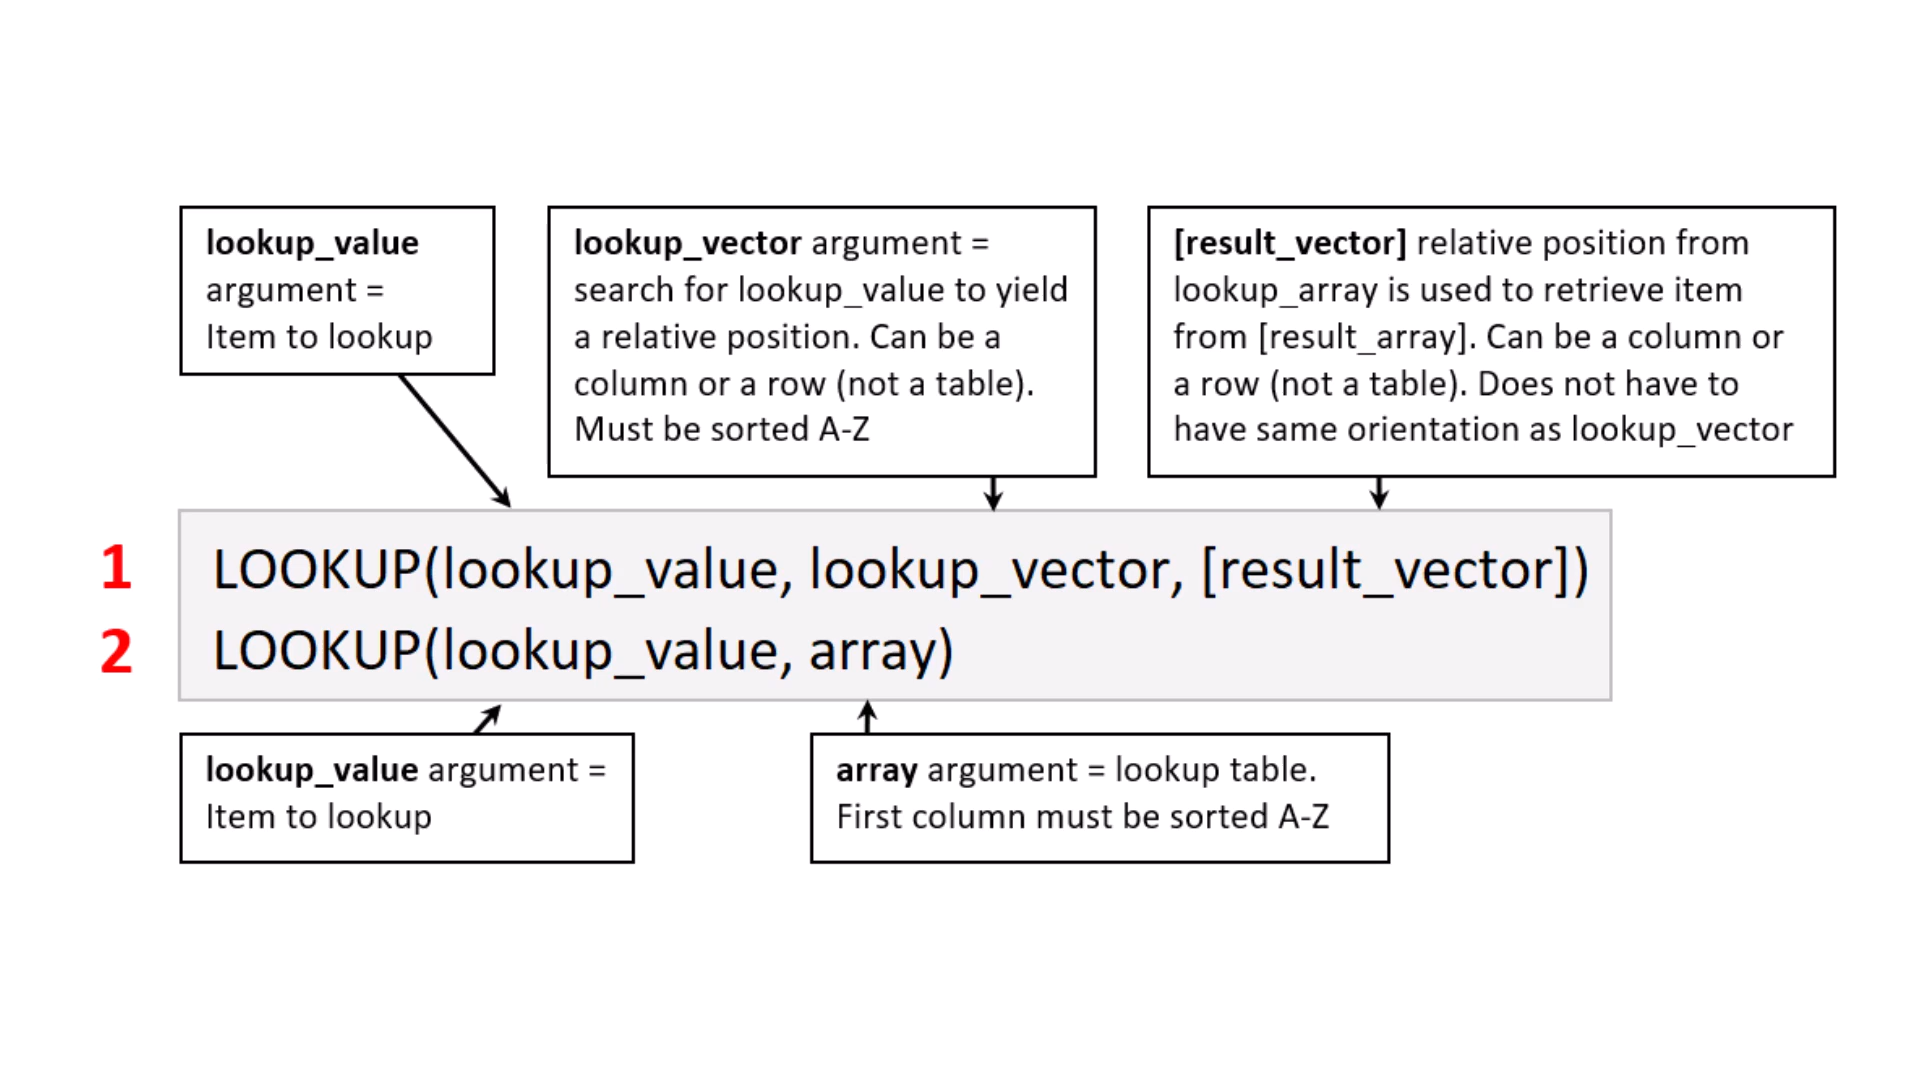 lookup_value
argument =
Item to lookup
lookup_vector argument =
search for lookup_value to yield
a relative position. Can be a
column or a row (not a table).
Must be sorted A-Z
[result_vector] relative position from
lookup_array is used to retrieve item
from [result_array]. Can be a column or
a row (not a table). Does not have to
have same orientation as lookup_vector
1 LOOKUP(lookup_value, lookup_vector, [result_vector])
2 LOOKUP(lookup_value, array)
lookup_value argument =
Item to lookup
array argument = lookup table.
First column must be sorted A-Z